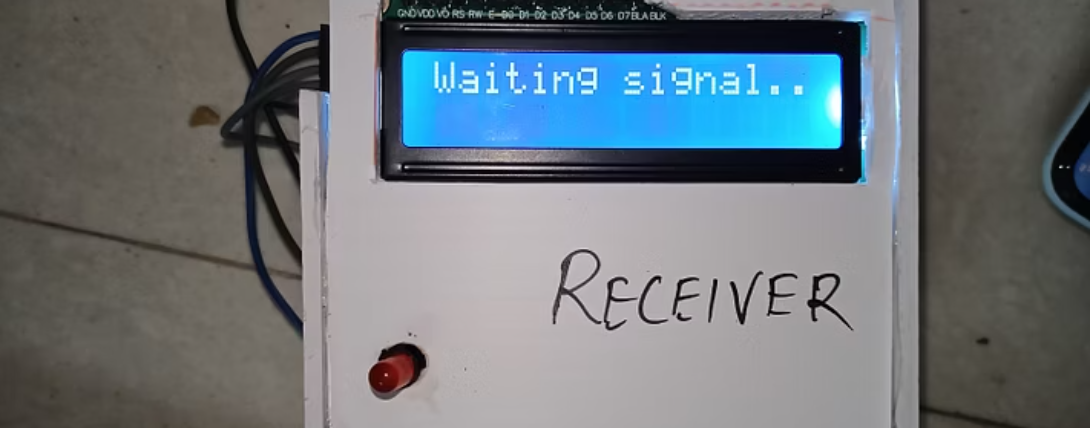 GND VDD VO RS RW E D0 D1 D2 D3 D4 D5 D6 D7 BLA BLK
Waiting signal..
RECEIVER